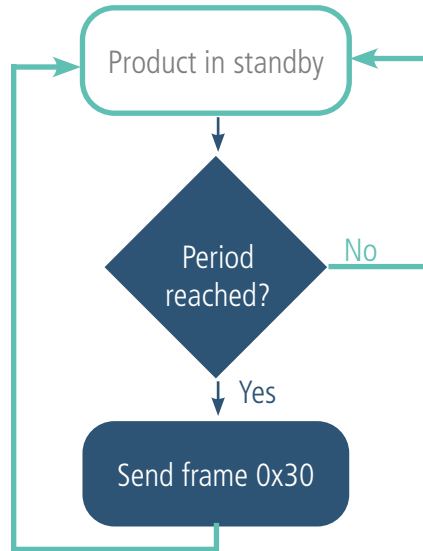 Product in standby
Period
reached?
No
Yes
Send frame 0x30